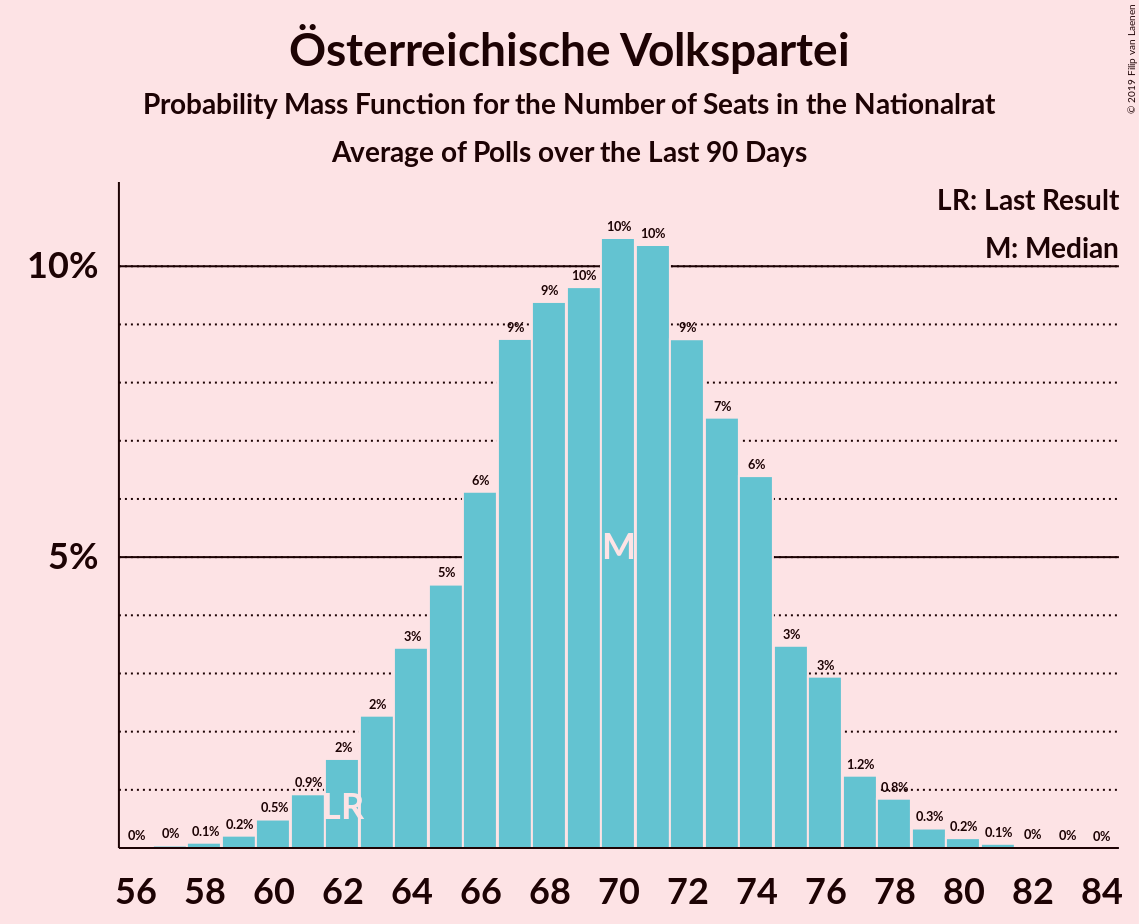 Österreichische Volkspartei
Probability Mass Function for the Number of Seats in the Nationalrat
Average of Polls over the Last 90 Days
© 2019 Filip van Laenen
LR: Last Result
M: Median
10%
5%
0% 0% 0.1% 0.2% 0.5% 0.9% 2% 2% 3% 5% 6% 9% 9% 10% 10% 10% 9% 7% 6% 3% 3% 1.2% 0.8% 0.3% 0.2% 0.1% 0% 0% 0%
M
LR
56 58 60 62 64 66 68 70 72 74 76 78 80 82 84